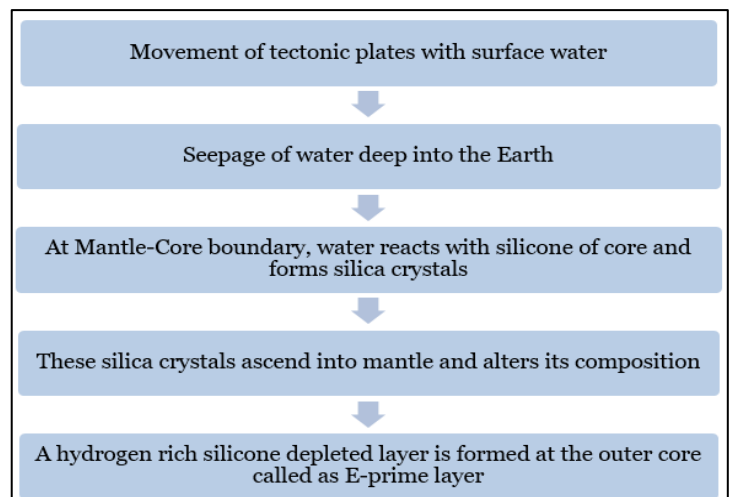 Movement of tectonic plates with surface water
Seepage of water deep into the Earth
At Mantle-Core boundary, water reacts with silicone of core and
forms silica crystals
These silica crystals ascend into mantle and alters its composition
A hydrogen rich silicone depleted layer is formed at the outer core
called as E-prime layer